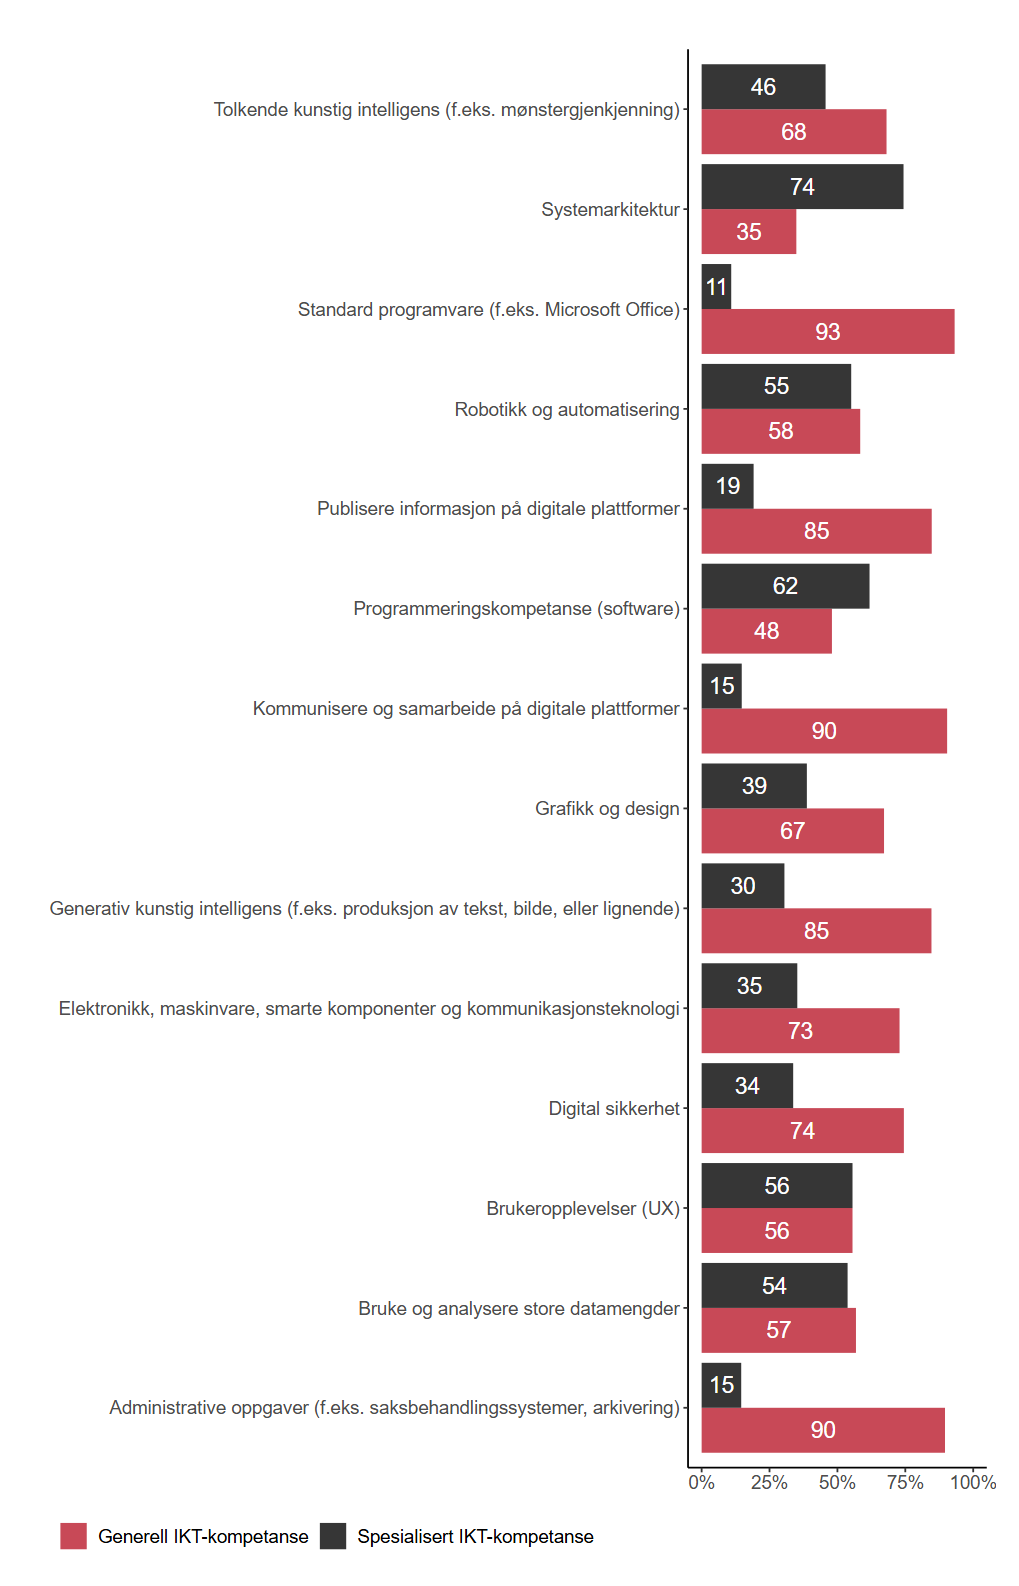 46
Tolkende kunstig intelligens (f.eks. mønstergjenkjenning)
68
74
Systemarkitektur
35
11
Standard programvare (f.eks. Microsoft Office)
93
55
Robotikk og automatisering
58
19
Publisere informasjon på digitale plattformer
85
62
Programmeringskompetanse (software)
48
15
Kommunisere og samarbeide på digitale plattformer
90
39
Grafikk og design
67
30
Generativ kunstig intelligens (f.eks. produksjon av tekst, bilde, eller lignende)
85
35
Elektronikk, maskinvare, smarte komponenter og kommunikasjonsteknologi
73
34
Digital sikkerhet
74
56
Brukeropplevelser (UX)
56
54
Bruke og analysere store datamengder
57
15
Administrative oppgaver (f.eks. saksbehandlingssystemer, arkivering)
90
0% 25% 50% 75% 100%
Generell IKT-kompetanse Spesialisert IKT-kompetanse